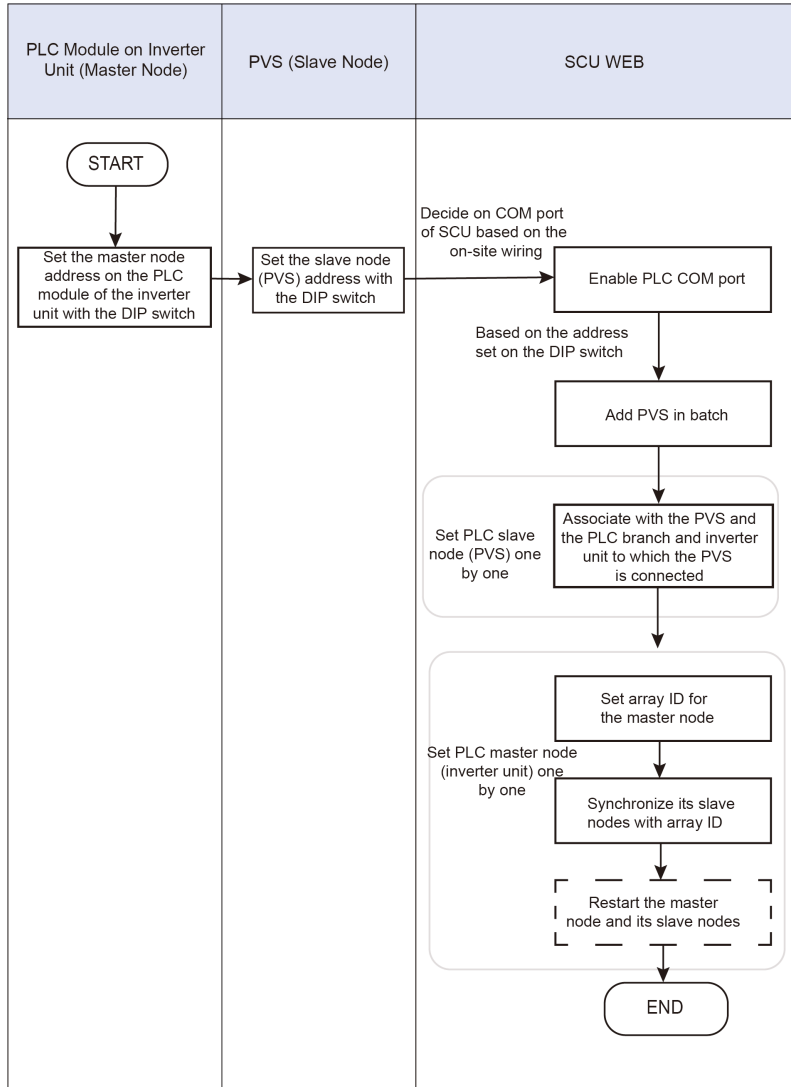 PLC Module on Inverter
Unit (Master Node)
PVS (Slave Node)
SCU WEB
START
Set the master node
address on the PLC
module of the inverter
unit with the DIP switch
Set the slave node
(PVS) address with
the DIP switch
Decide on COM port
of SCU based on the
on-site wiring
Enable PLC COM port
Based on the address
set on the DIP switch
Add PVS in batch
Set PLC slave
node (PVS) one
by one
Associate with the PVS and
the PLC branch and inverter
unit to which the PVS
is connected
Set PLC master node
(inverter unit) one
by one
Set array ID for
the master node
Synchronize its slave
nodes with array ID
Restart the master
node and its slave nodes
END